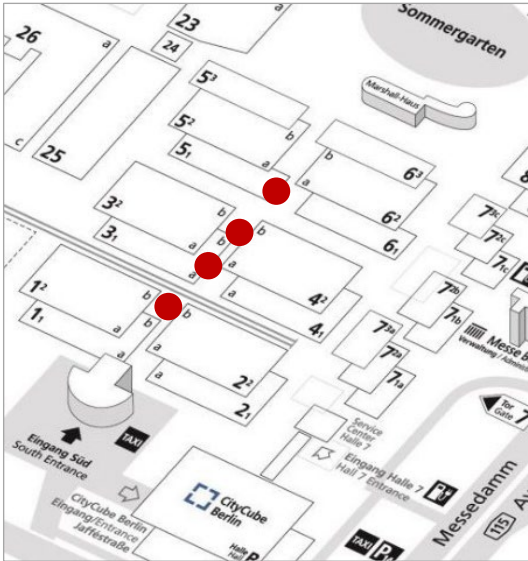 23
26
a
24
a
Sommergarten
5³
Marshall-Haus
c
25
5²
b
5₁
a
b
6³
8
3²
b
a
6²
7³ᶜ
3₁
a
b
b
6₁
7²ᶜ
a
a
7₁ᶜ
1²
b
a
4²
7²ᵇ
1₁
a
b
b
4₁
7₁ᵇ
7³ᵃ
Messe B
Verwaltung / Administ
a
a
7²ᵃ
2²
7₁ᵃ
a
2₁
Tor
Gate 7
Eingang Süd
South Entrance
TAXI
Service
Center
Halle 7
Eingang Halle 7
Hall 7 Entrance
CityCube
Berlin
CityCube Berlin
Eingang/Entrance
Jafféstraße
Messedamm
115
A
Halle
Hall
TAXI
P